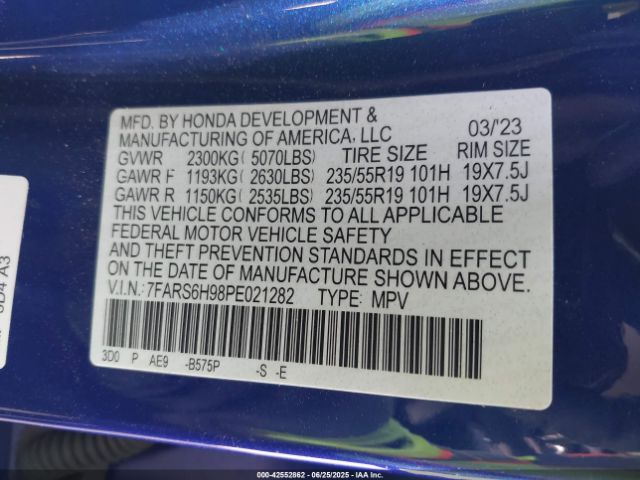 MFD. BY HONDA DEVELOPMENT &
MANUFACTURING OF AMERICA, LLC 03/'23
GVWR 2300KG ( 5070LBS) TIRE SIZE RIM SIZE
GAWR F 1193KG ( 2630LBS) 235/55R19 101H 19X7.5J
GAWR R 1150KG ( 2535LBS) 235/55R19 101H 19X7.5J
THIS VEHICLE CONFORMS TO ALL APPLICABLE
FEDERAL MOTOR VEHICLE SAFETY
AND THEFT PREVENTION STANDARDS IN EFFECT
ON THE DATE OF MANUFACTURE SHOWN ABOVE.
V.I.N.:7FARS6H98PE021282 TYPE: MPV
3D0 P AE9 -B575P -S -E
A3
000-42552862 - 06/25/2025 - IAAI.COM